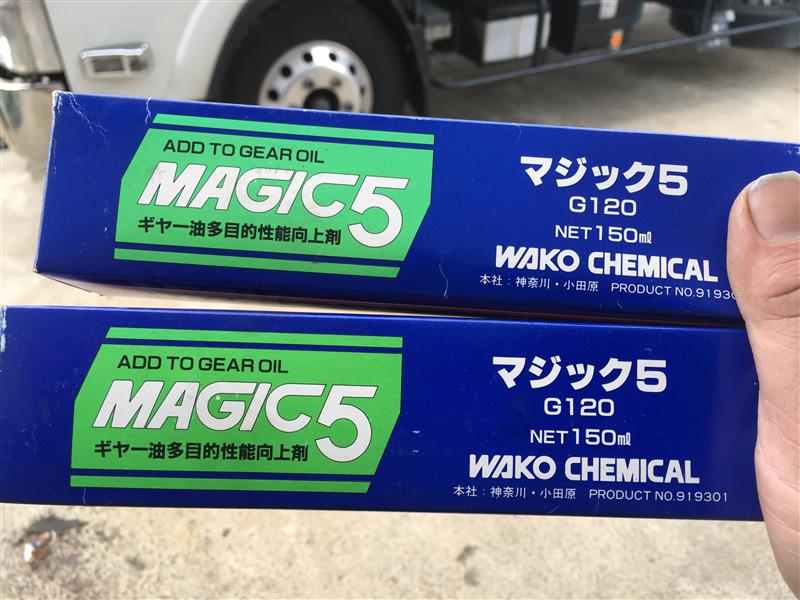 ADD TO GEAR OIL
MAGIC5
ギヤー油多目的性能向上剤
マジック5
G120
NET150㎖
WAKO CHEMICAL
本社：神奈川・小田原 PRODUCT NO.9193
ADD TO GEAR OIL
MAGIC5
ギヤー油多目的性能向上剤
マジック5
G120
NET150㎖
WAKO CHEMICAL
本社：神奈川・小田原 PRODUCT NO.919301